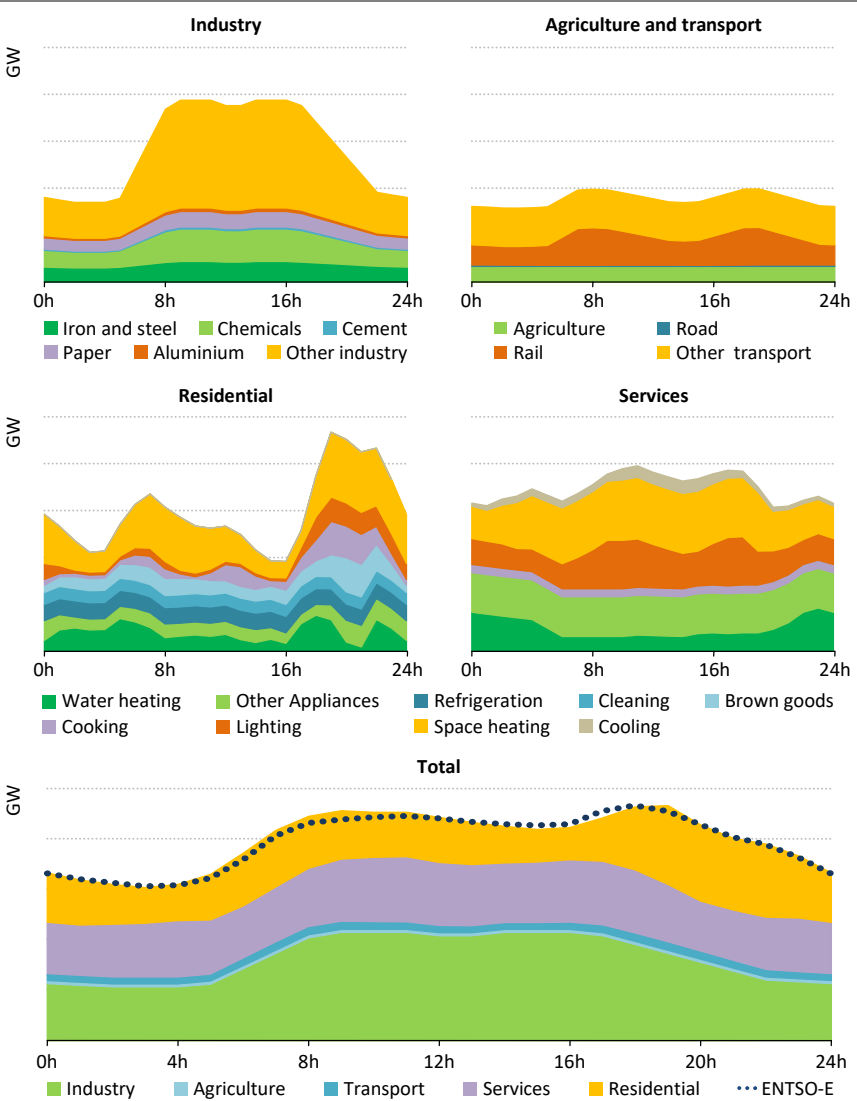 Industry
Agriculture and transport
GW
0h 8h 16h 24h
0h 8h 16h 24h
Iron and steel Chemicals Cement
Paper Aluminium Other industry
Agriculture Road
Rail Other transport
Residential
Services
GW
0h 8h 16h 24h
0h 8h 16h 24h
Water heating Other Appliances Refrigeration Cleaning Brown goods
Cooking Lighting Space heating Cooling
Total
GW
0h 4h 8h 12h 16h 20h 24h
Industry Agriculture Transport Services Residential ENTSO-E